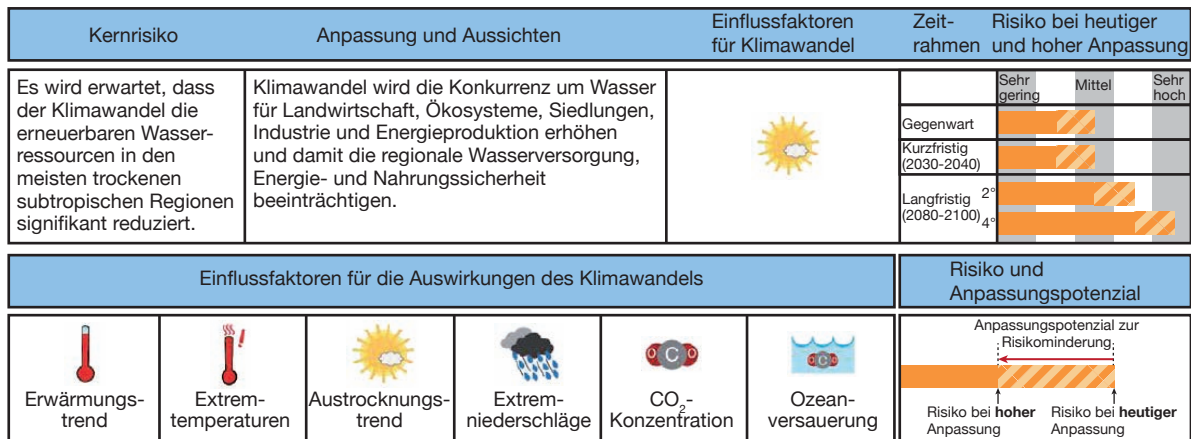 Kernrisiko
Anpassung und Aussichten
Einflussfaktoren
für Klimawandel
Zeit-
rahmen
Risiko bei heutiger
und hoher Anpassung
Es wird erwartet, dass
der Klimawandel die
erneuerbaren Wasser-
ressourcen in den
meisten trockenen
subtropischen Regionen
signifikant reduziert.
Klimawandel wird die Konkurrenz um Wasser
für Landwirtschaft, Ökosysteme, Siedlungen,
Industrie und Energieproduktion erhöhen
und damit die regionale Wasserversorgung,
Energie- und Nahrungssicherheit
beeinträchtigen.
Sehr
gering
Mittel
Sehr
hoch
Gegenwart
Kurzfristig
(2030-2040)
Langfristig
(2080-2100)
2°
4°
Einflussfaktoren für die Auswirkungen des Klimawandels
Risiko und
Anpassungspotenzial
Erwärmungs-
trend
!
Extrem-
temperaturen
Austrocknungs-
trend
Extrem-
niederschläge
O C O
CO₂-
Konzentration
O C O
Ozean-
versauerung
Anpassungspotenzial zur
Risikominderung
Risiko bei hoher
Anpassung
Risiko bei heutiger
Anpassung